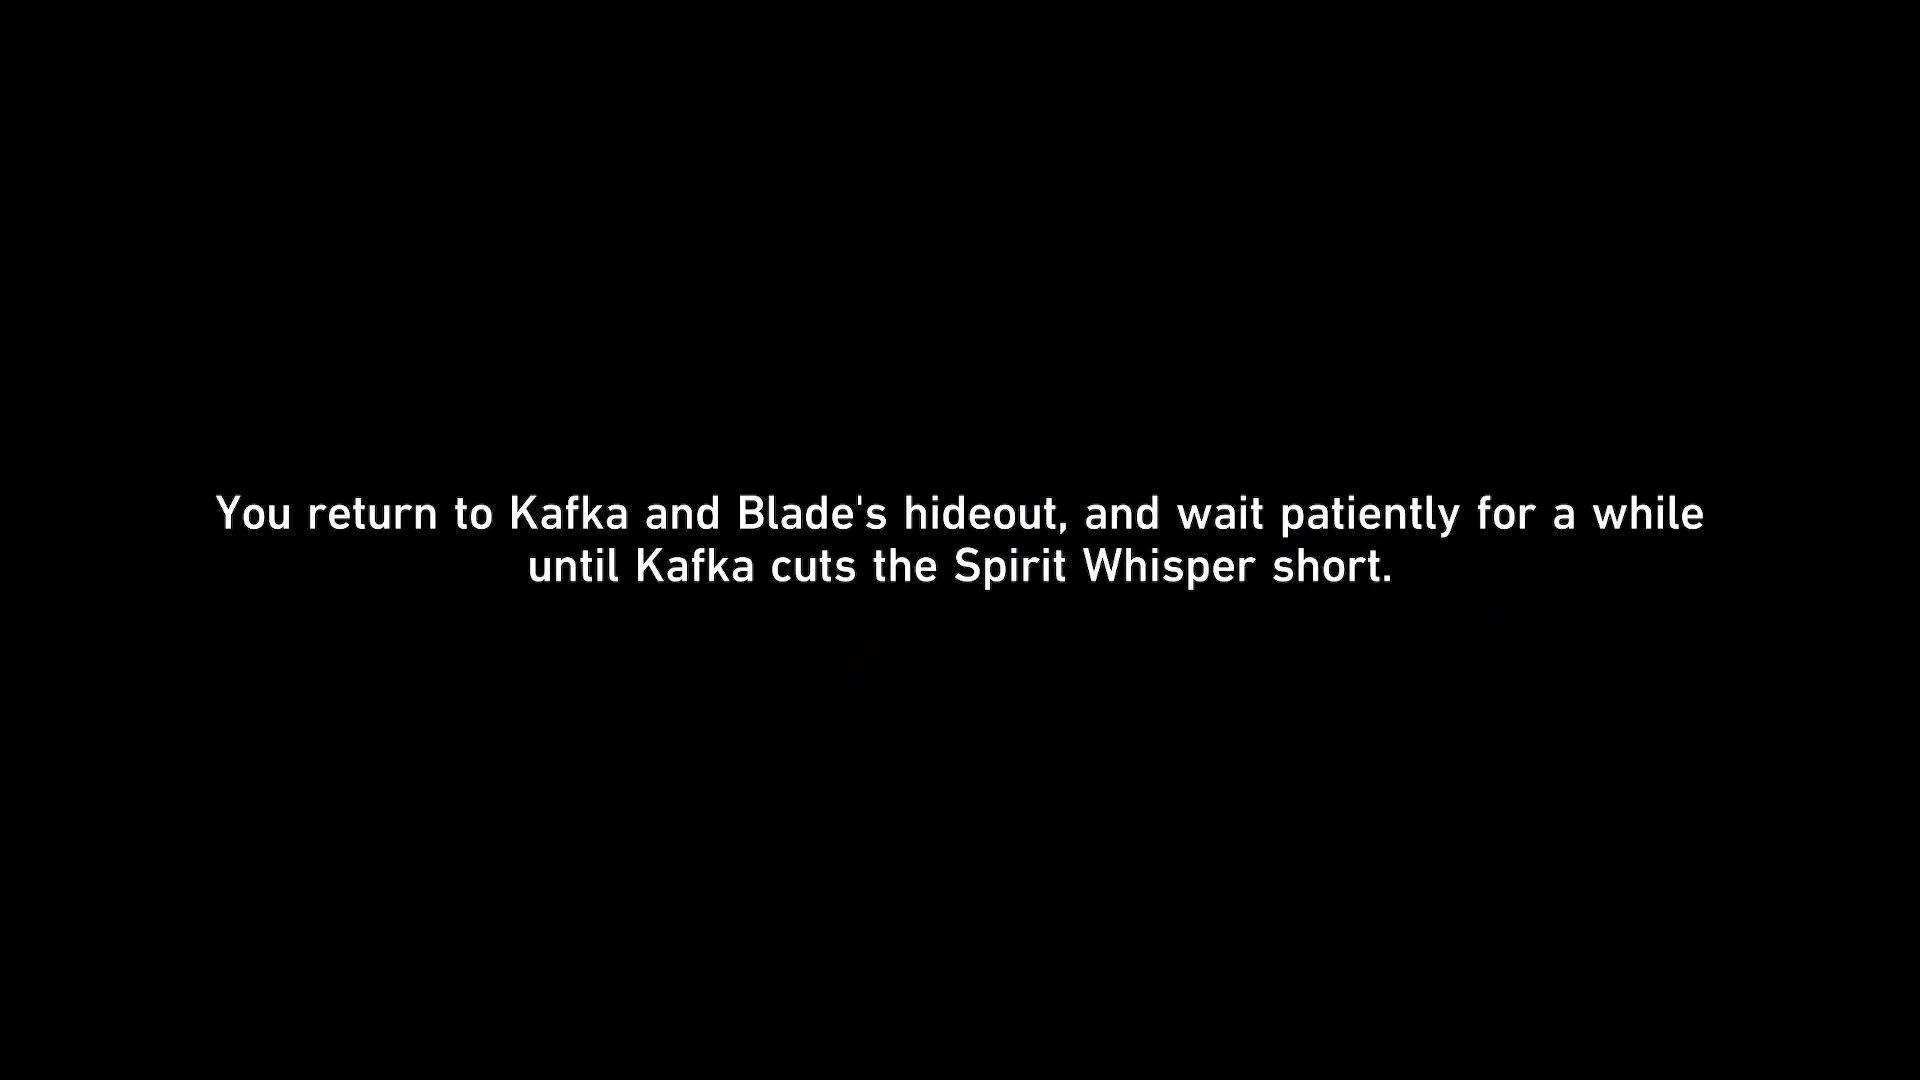 You return to Kafka and Blade's hideout, and wait patiently for a while
until Kafka cuts the Spirit Whisper short.